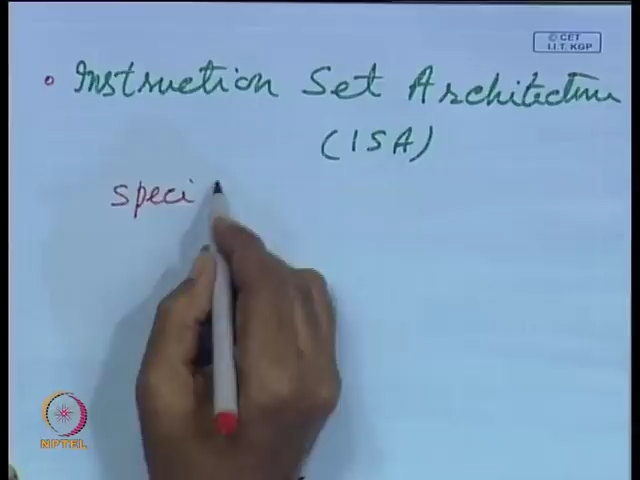 © CET
I.I.T. KGP
• Instruction Set Architecture
(ISA)
speci
NPTEL